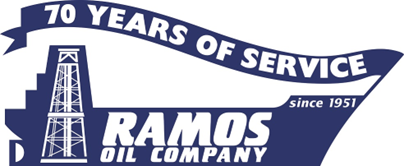 70 YEARS OF SERVICE
since 1951
RAMOS
OIL COMPANY